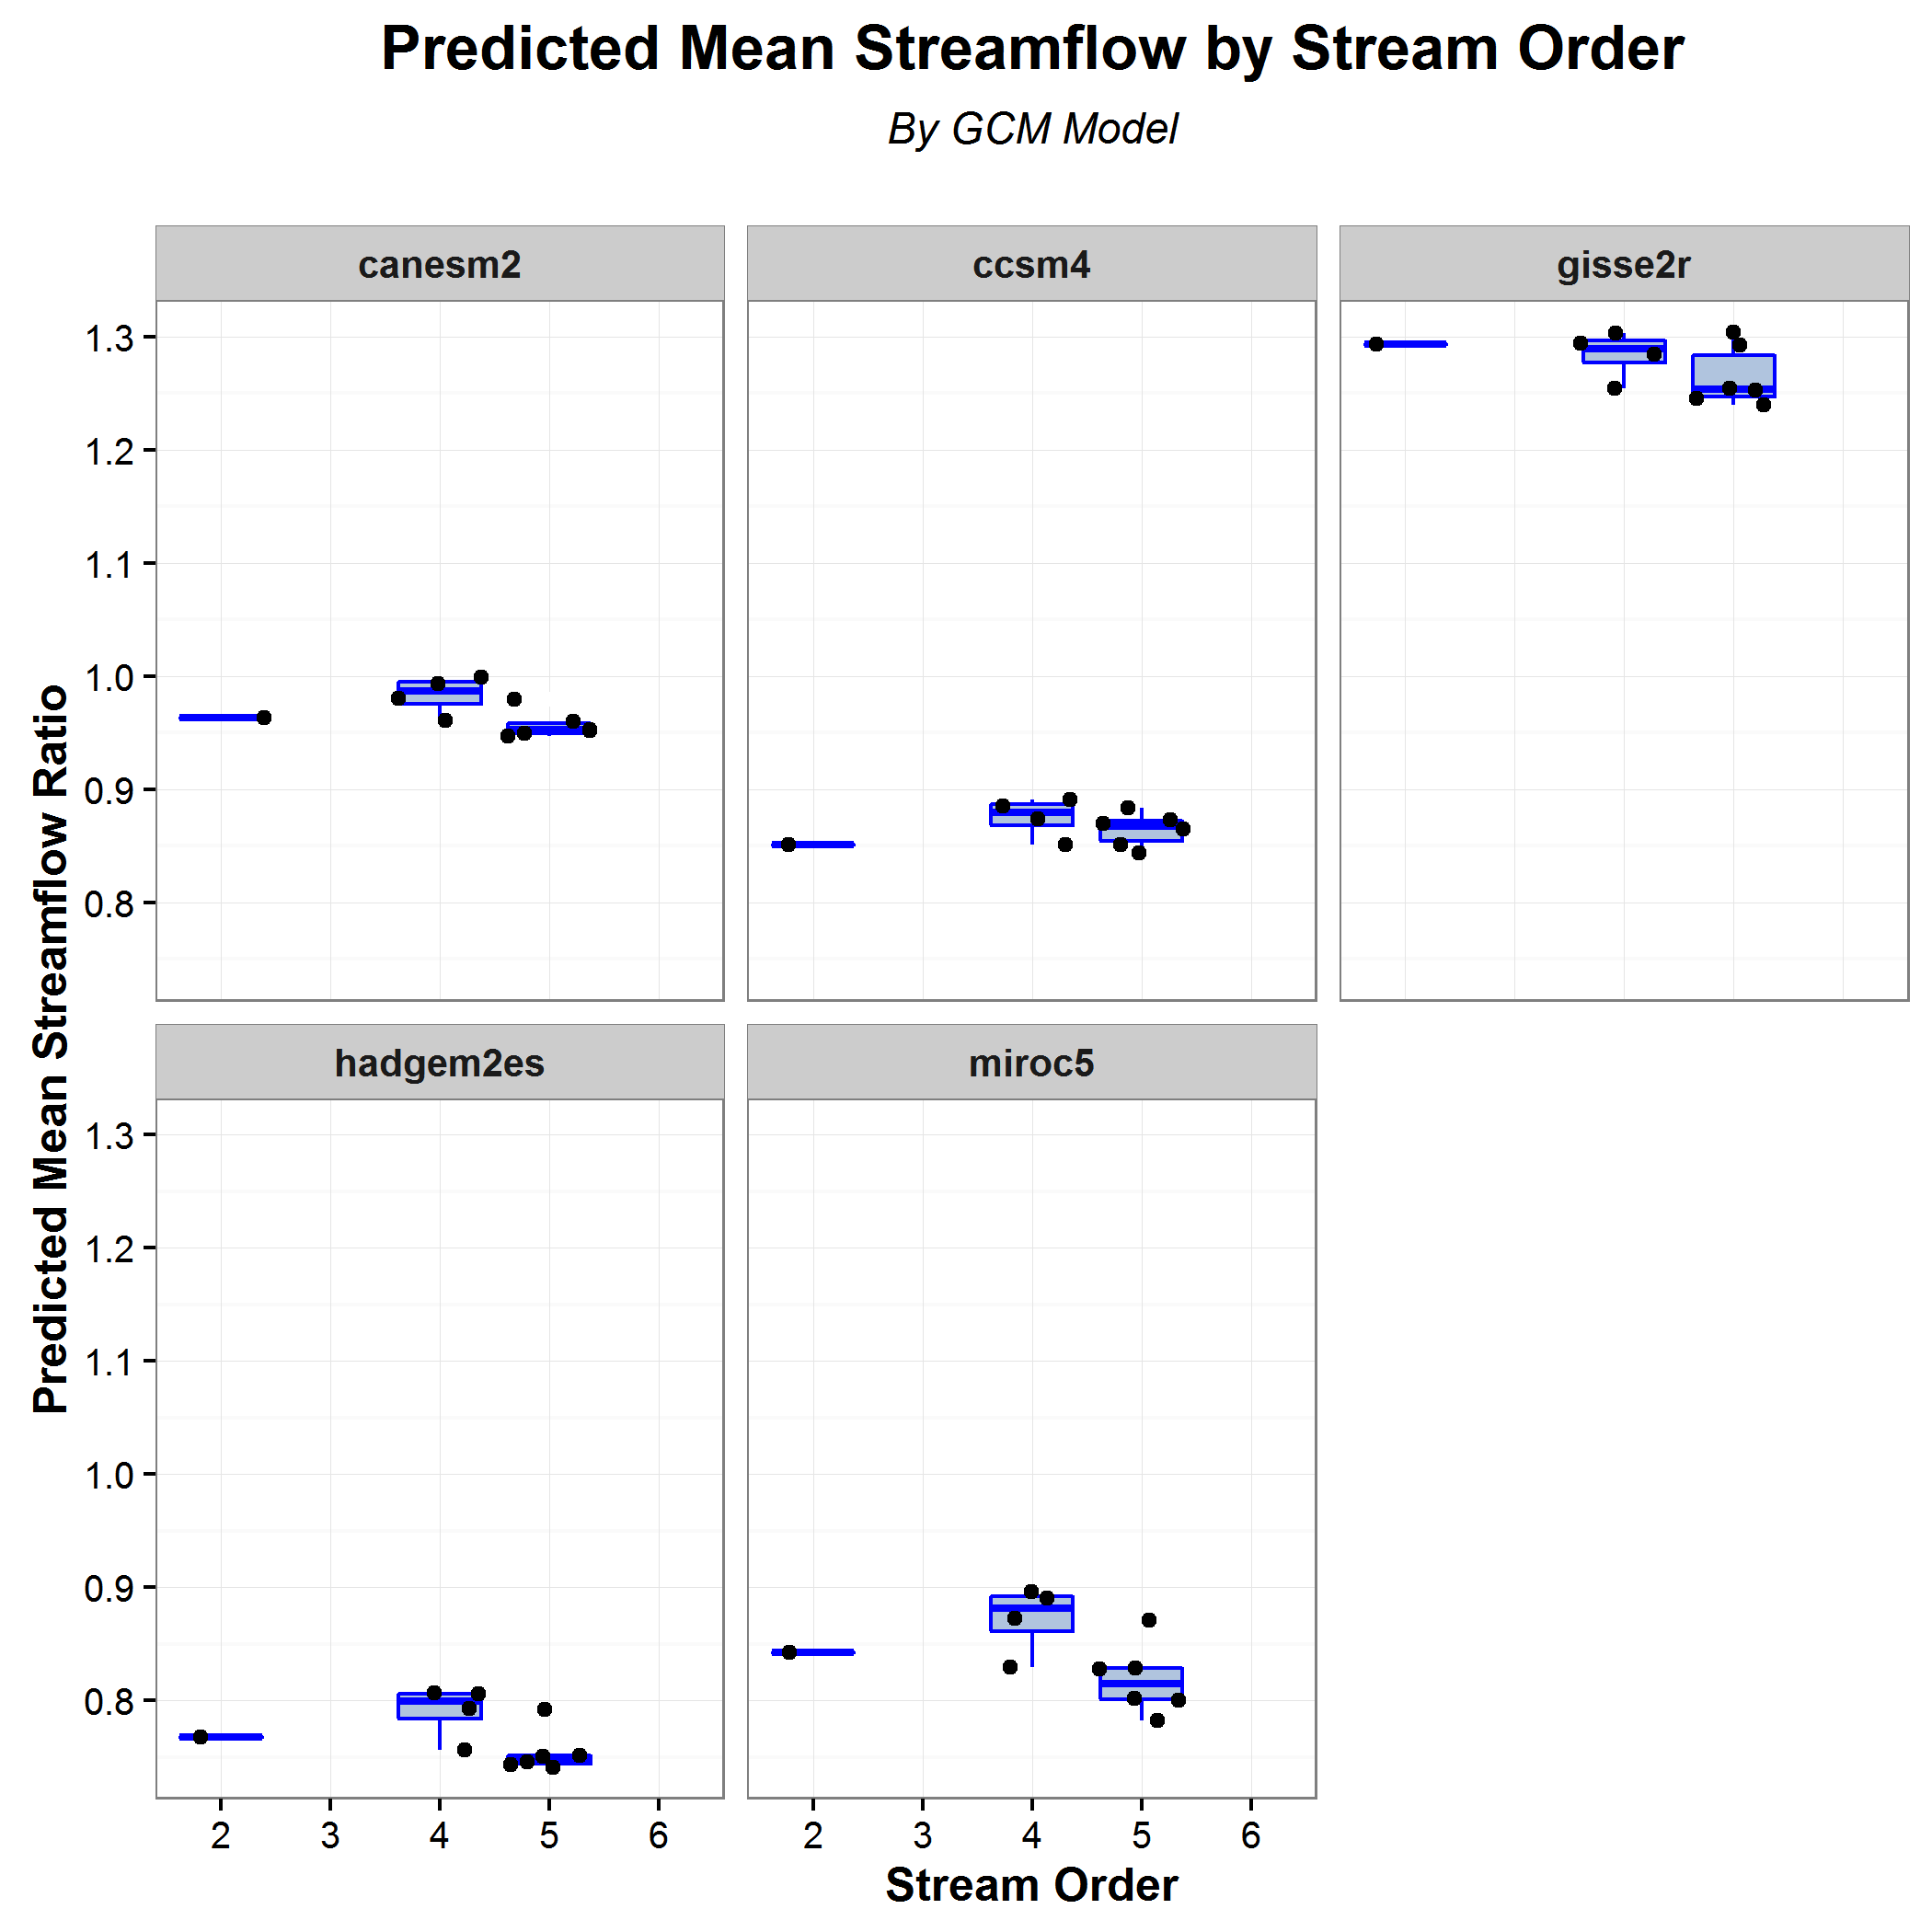 Predicted Mean Streamflow by Stream Order
By GCM Model
canesm2
ccsm4
gisse2r
1.3
1.2
1.1
1.0
0.9
0.8
Predicted Mean Streamflow Ratio
hadgem2es
miroc5
1.3
1.2
1.1
1.0
0.9
0.8
2 3 4 5 6
2 3 4 5 6
Stream Order